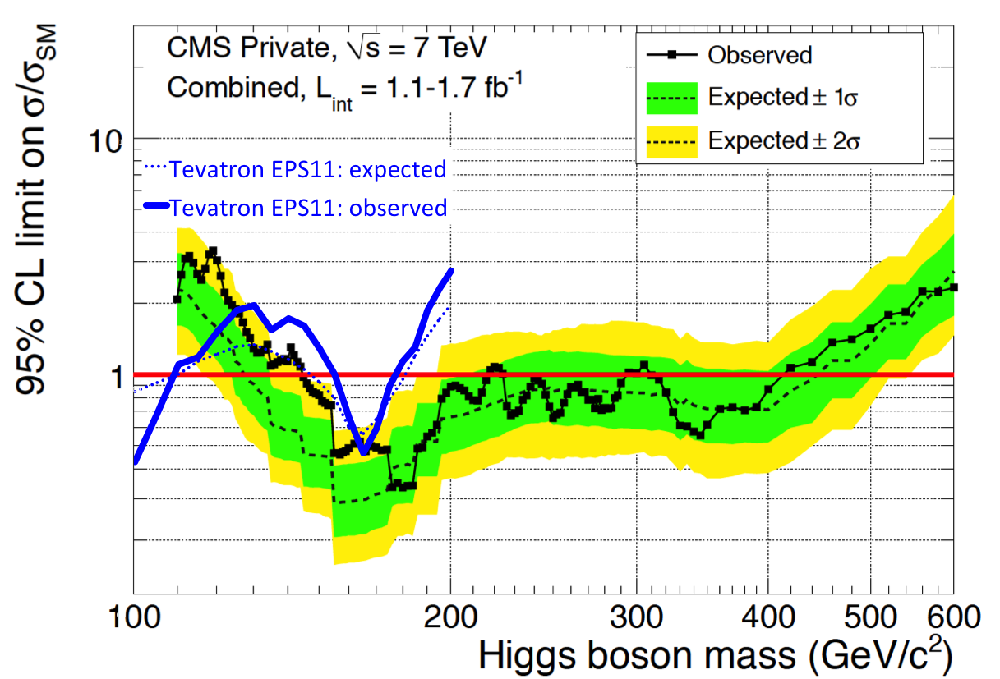 CMS Private, √s = 7 TeV
Combined, L_int = 1.1-1.7 fb⁻¹
Observed
Expected ± 1σ
Expected ± 2σ
Tevatron EPS11: expected
Tevatron EPS11: observed
95% CL limit on σ/σ_SM
10
1
100 200 300 400 500 600
Higgs boson mass (GeV/c²)